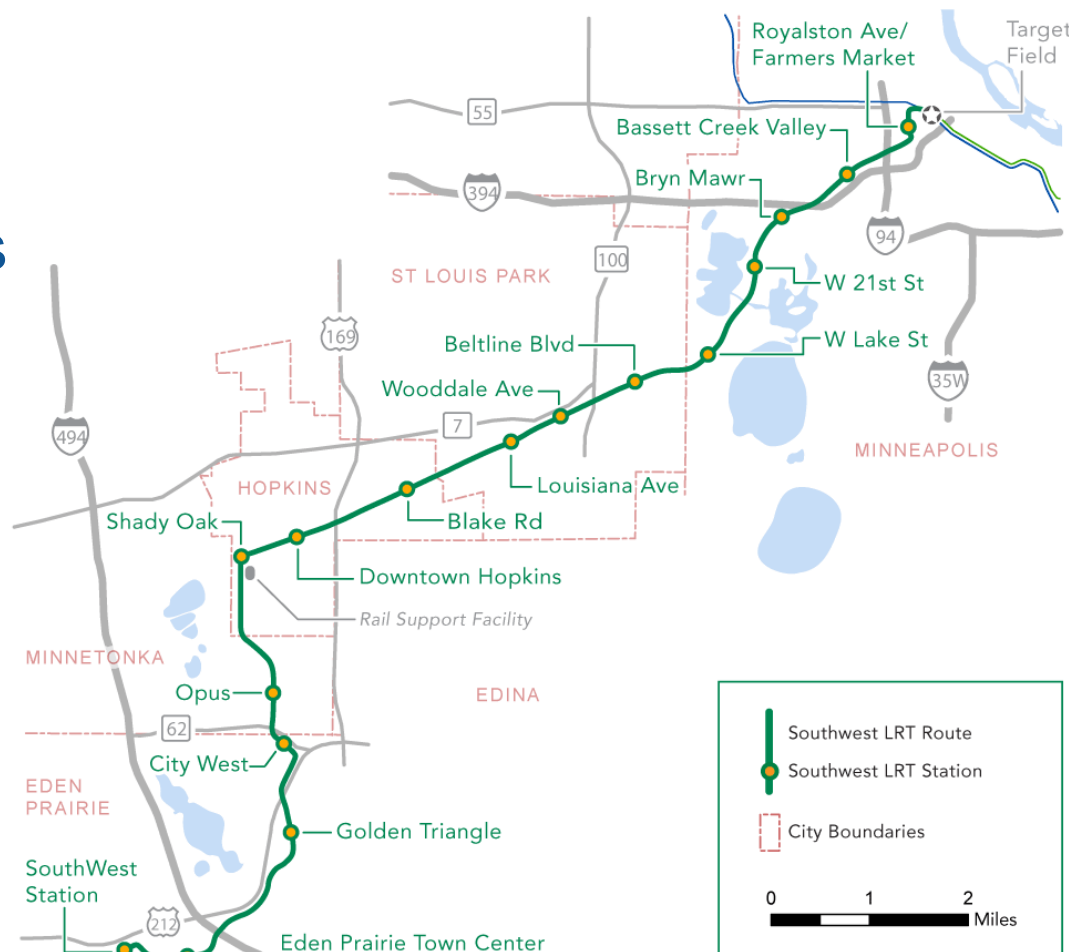 Royalston Ave/
Farmers Market
Target
Field
55
Bassett Creek Valley
Bryn Mawr
394
94
100
ST LOUIS PARK
W 21st St
S
169
Beltline Blvd
W Lake St
Wooddale Ave
35W
7
494
MINNEAPOLIS
HOPKINS
Louisiana Ave
Shady Oak
Blake Rd
Downtown Hopkins
Rail Support Facility
MINNETONKA
Opus
EDINA
62
City West
Southwest LRT Route
Southwest LRT Station
EDEN
PRAIRIE
City Boundaries
Golden Triangle
SouthWest
Station
0 1 2
Miles
212
Eden Prairie Town Center